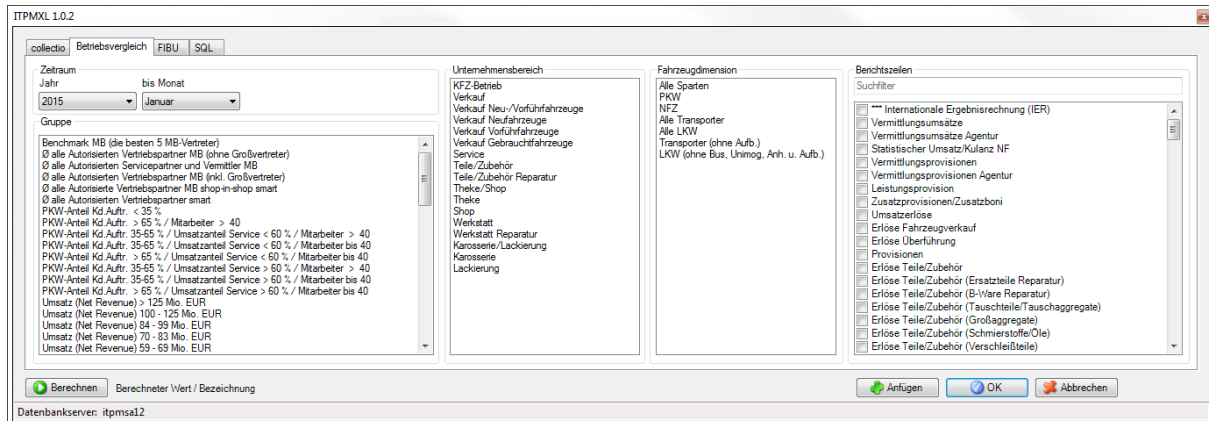 ITPMXL 1.0.2
collectio Betriebsvergleich FIBU SQL
Zeitraum
Jahr bis Monat
2015 Januar
Gruppe
Benchmark MB (die besten 5 MB-Vertreter)
Ø alle Autorisierten Vertriebspartner MB (ohne Großvertreter)
Ø alle Autorisierten Servicepartner und Vermittler MB
Ø alle Autorisierten Vertriebspartner MB (inkl. Großvertreter)
Ø alle Autorisierte Vertriebspartner MB shop-in-shop smart
Ø alle Autorisierten Vertriebspartner smart
PKW-Anteil Kd.Auftr. < 35 %
PKW-Anteil Kd.Auftr. > 65 % / Mitarbeiter > 40
PKW-Anteil Kd.Auftr. 35-65 % / Umsatzanteil Service < 60 % / Mitarbeiter > 40
PKW-Anteil Kd.Auftr. 35-65 % / Umsatzanteil Service < 60 % / Mitarbeiter bis 40
PKW-Anteil Kd.Auftr. > 65 % / Umsatzanteil Service < 60 % / Mitarbeiter bis 40
PKW-Anteil Kd.Auftr. 35-65 % / Umsatzanteil Service > 60 % / Mitarbeiter > 40
PKW-Anteil Kd.Auftr. 35-65 % / Umsatzanteil Service > 60 % / Mitarbeiter bis 40
PKW-Anteil Kd.Auftr. > 65 % / Umsatzanteil Service > 60 % / Mitarbeiter bis 40
Umsatz (Net Revenue) > 125 Mio. EUR
Umsatz (Net Revenue) 100 - 125 Mio. EUR
Umsatz (Net Revenue) 84 - 99 Mio. EUR
Umsatz (Net Revenue) 70 - 83 Mio. EUR
Umsatz (Net Revenue) 59 - 69 Mio. EUR
Unternehmensbereich
KFZ-Betrieb
Verkauf
Verkauf Neu-/Vorführfahrzeuge
Verkauf Neufahrzeuge
Verkauf Vorführfahrzeuge
Verkauf Gebrauchtfahrzeuge
Service
Teile/Zubehör
Teile/Zubehör Reparatur
Theke/Shop
Theke
Shop
Werkstatt
Werkstatt Reparatur
Karosserie/Lackierung
Karosserie
Lackierung
Fahrzeugdimension
Alle Sparten
PKW
NFZ
Alle Transporter
Alle LKW
Transporter (ohne Aufb.)
LKW (ohne Bus, Unimog, Anh. u. Aufb.)
Berichtszeilen
Suchfilter
*** Internationale Ergebnisrechnung (IER)
Vermittlungsumsätze
Vermittlungsumsätze Agentur
Statistischer Umsatz/Kulanz NF
Vermittlungsprovisionen
Vermittlungsprovisionen Agentur
Leistungsprovision
Zusatzprovisionen/Zusatzboni
Umsatzerlöse
Erlöse Fahrzeugverkauf
Erlöse Überführung
Provisionen
Erlöse Teile/Zubehör
Erlöse Teile/Zubehör (Ersatzteile Reparatur)
Erlöse Teile/Zubehör (B-Ware Reparatur)
Erlöse Teile/Zubehör (Tauschteile/Tauschaggregate)
Erlöse Teile/Zubehör (Großaggregate)
Erlöse Teile/Zubehör (Schmierstoffe/Öle)
Erlöse Teile/Zubehör (Verschleißteile)
Berechnen Berechneter Wert / Bezeichnung Anfügen OK Abbrechen
Datenbankserver: itpmsa12